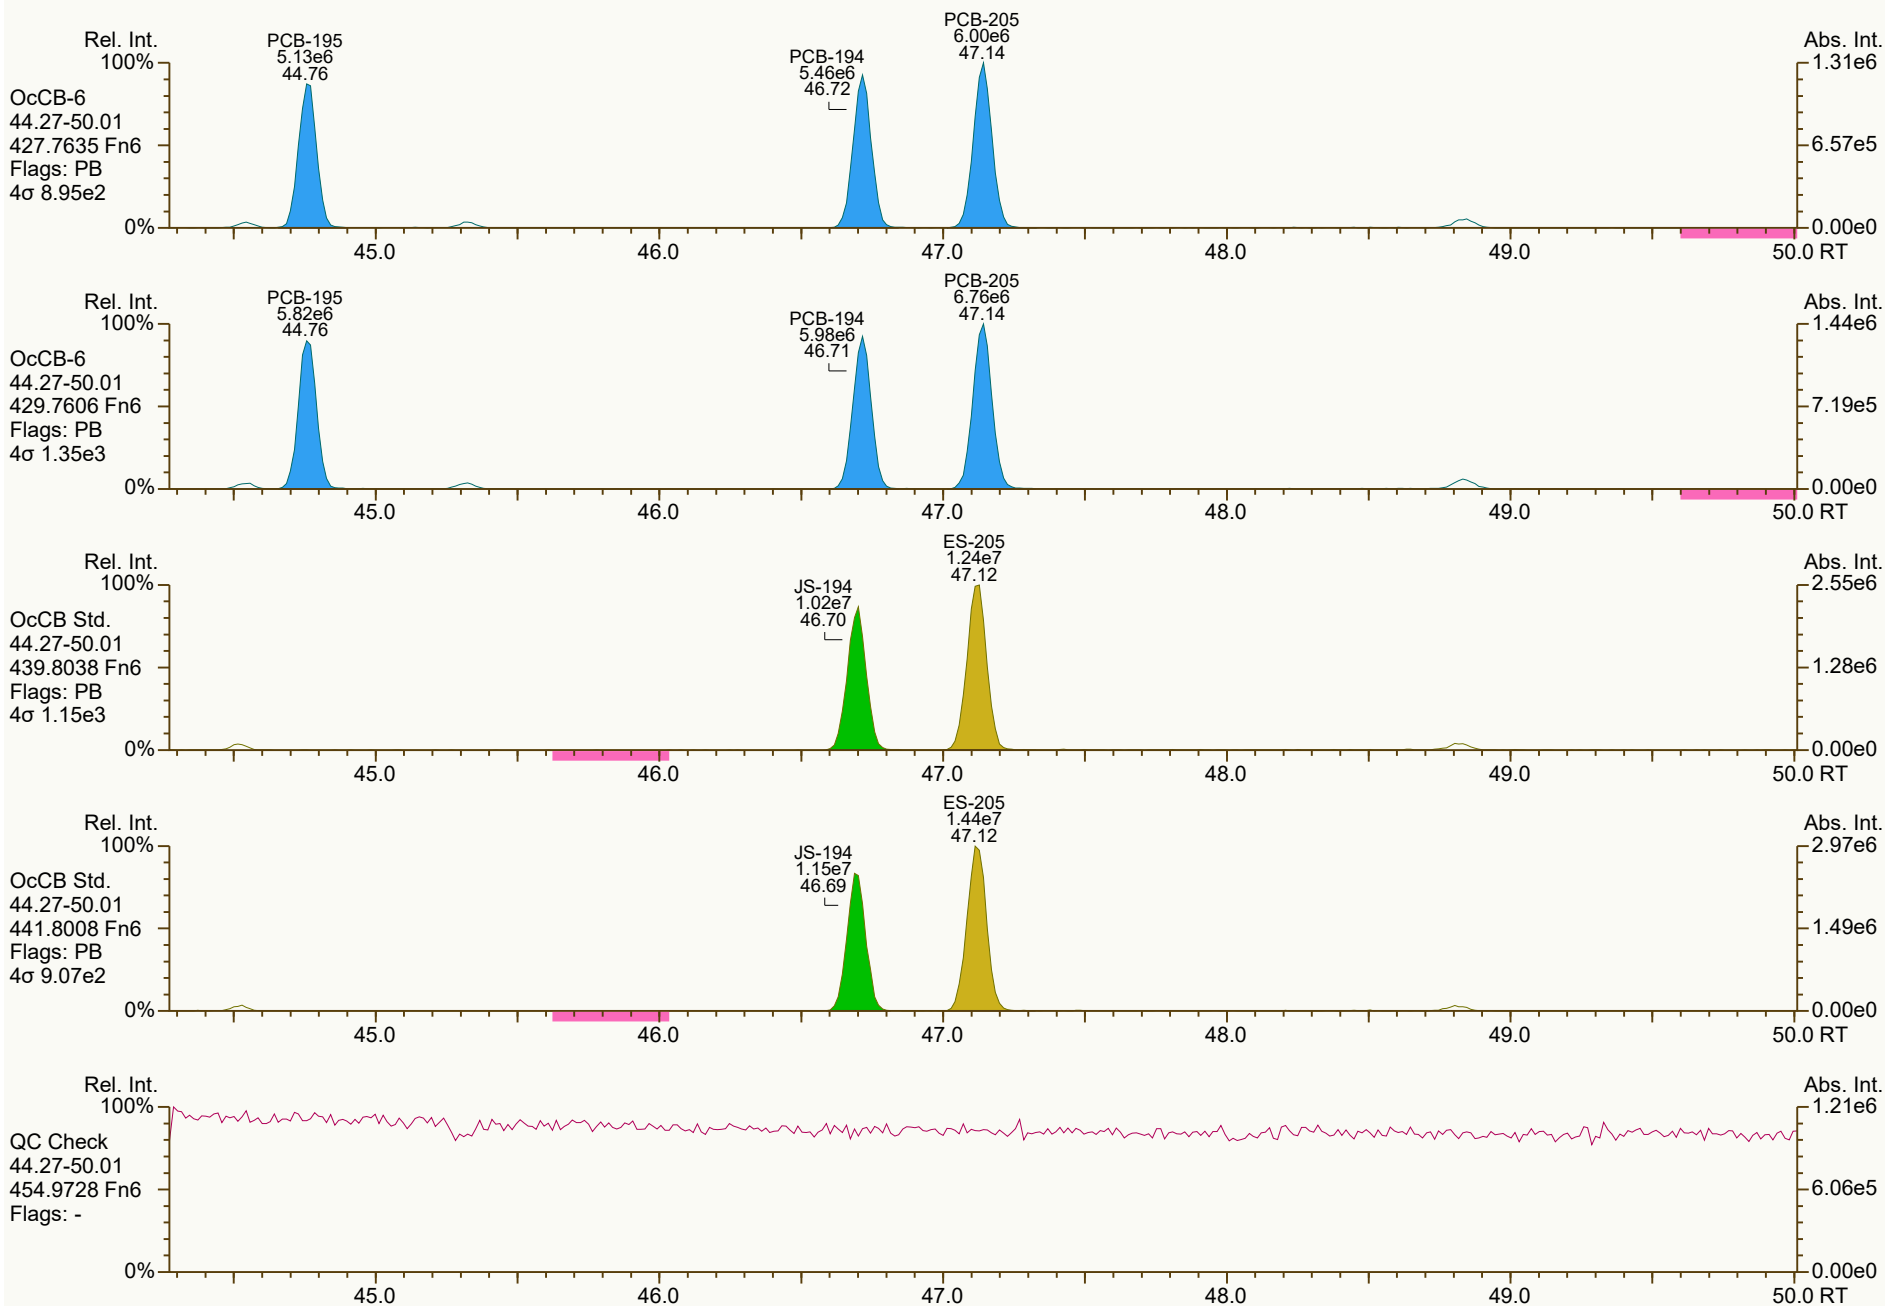 Rel. Int.
100%
0%
OcCB-6
44.27-50.01
427.7635 Fn6
Flags: PB
4σ 8.95e2
PCB-195
5.13e6
44.76
PCB-194
5.46e6
46.72
PCB-205
6.00e6
47.14
Abs. Int.
1.31e6
6.57e5
0.00e0
45.0 46.0 47.0 48.0 49.0 50.0 RT
Rel. Int.
100%
0%
OcCB-6
44.27-50.01
429.7606 Fn6
Flags: PB
4σ 1.35e3
PCB-195
5.82e6
44.76
PCB-194
5.98e6
46.71
PCB-205
6.76e6
47.14
Abs. Int.
1.44e6
7.19e5
0.00e0
45.0 46.0 47.0 48.0 49.0 50.0 RT
Rel. Int.
100%
0%
OcCB Std.
44.27-50.01
439.8038 Fn6
Flags: PB
4σ 1.15e3
JS-194
1.02e7
46.70
ES-205
1.24e7
47.12
Abs. Int.
2.55e6
1.28e6
0.00e0
45.0 46.0 47.0 48.0 49.0 50.0 RT
Rel. Int.
100%
0%
OcCB Std.
44.27-50.01
441.8008 Fn6
Flags: PB
4σ 9.07e2
JS-194
1.15e7
46.69
ES-205
1.44e7
47.12
Abs. Int.
2.97e6
1.49e6
0.00e0
45.0 46.0 47.0 48.0 49.0 50.0 RT
Rel. Int.
100%
0%
QC Check
44.27-50.01
454.9728 Fn6
Flags: -
Abs. Int.
1.21e6
6.06e5
0.00e0
45.0 46.0 47.0 48.0 49.0 50.0 RT